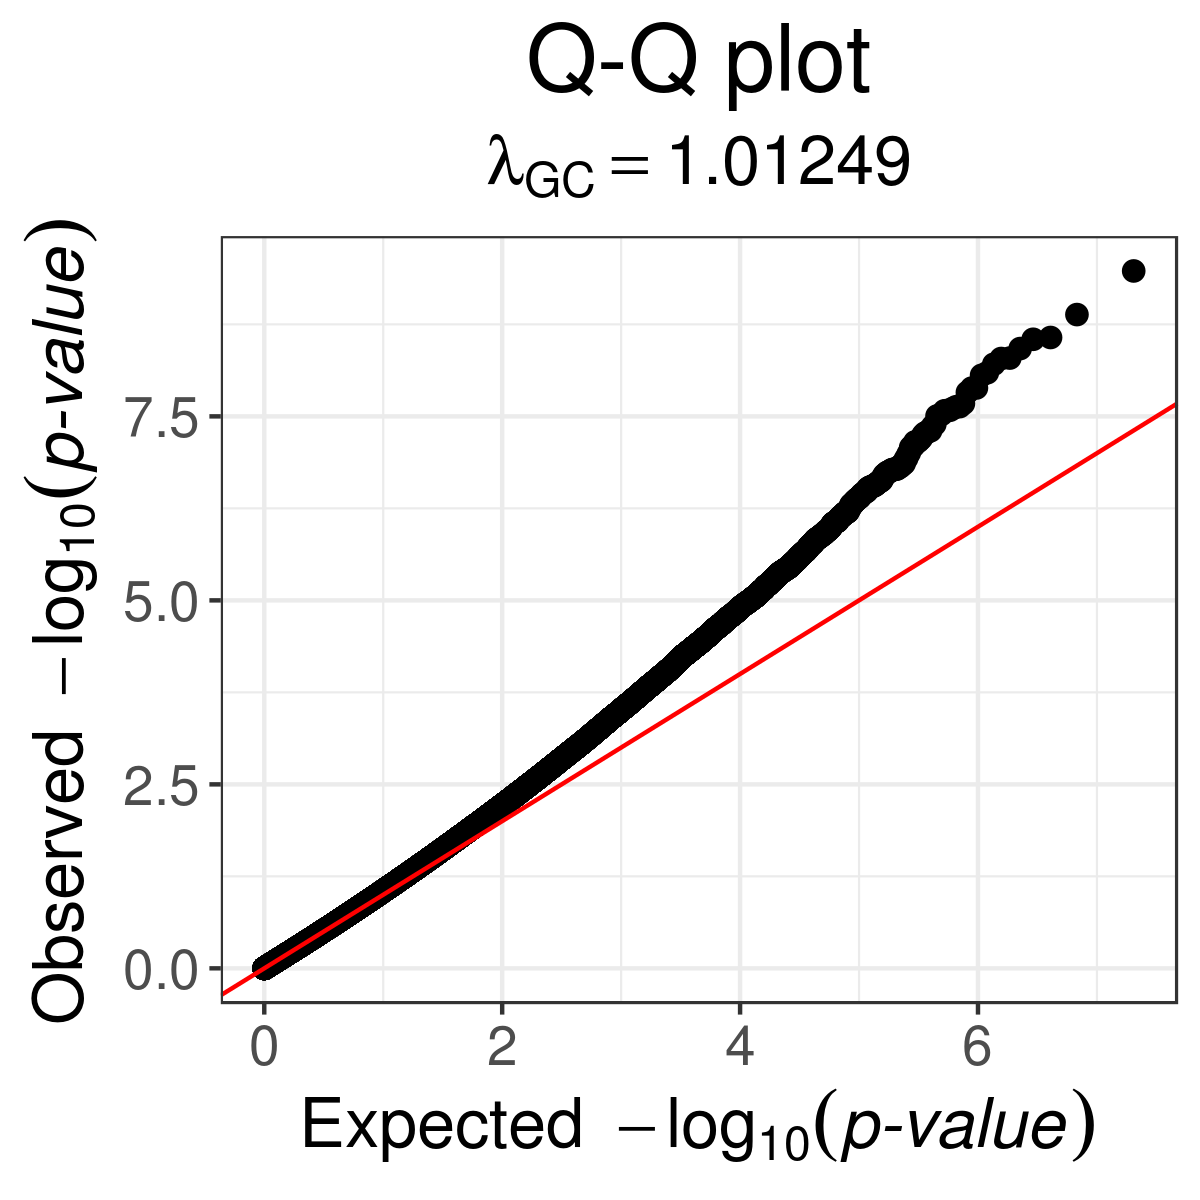 Q-Q plot
λGC = 1.01249
Observed −log10(p-value)
7.5
5.0
2.5
0.0
0 2 4 6
Expected −log10(p-value)